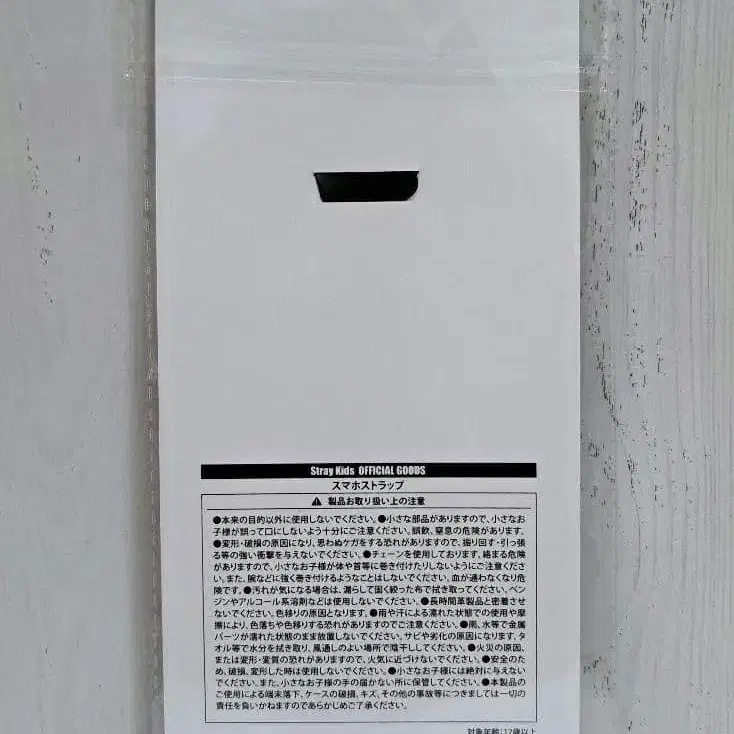 Stray Kids OFFICIAL GOODS
スマホストラップ
⚠ 製品お取り扱い上の注意
●本来の目的以外に使用しないでください。●小さな部品がありますので、小さなお
子様が誤って口にしないよう十分にご注意ください。誤飲、窒息の危険があります。
●変形・破損の原因になり、思わぬケガをする恐れがありますので、振り回す・引っ張
る等の強い衝撃を与えないでください。●チェーンを使用しております。絡まる危険
がありますので、小さなお子様が体や首等に巻き付けたりしないようにご注意くださ
い。また、腕などに強く巻き付けるようなことはしないでください。血が通わなくなり危
険です。●汚れが気になる場合は、濡らして固く絞った布で拭き取ってください。ベン
ジンやアルコール系溶剤などは使用しないでください。●長時間革製品と密着させ
ないでください。色移りの原因となります。●雨や汗による濡れた状態での使用や摩
擦により、色落ちや色移りする恐れがありますのでご注意ください。●雨、水等で金属
パーツが濡れた状態のまま放置しないでください。サビや劣化の原因になります。タ
オル等で水分を拭き取り、風通しのよい場所で陰干ししてください。●火災の原因、
または変形・変質の恐れがありますので、火気に近づけないでください。●安全のた
め、破損、変形した時は使用しないでください。●小さなお子様には絶対に与えない
でください。また、小さなお子様の手の届かない所に保管してください。●本製品の
ご使用による端末落下、ケースの破損、キズ、その他の事故等につきましては一切の
責任を負いかねますのであらかじめご了承ください。
対象年齢:12歳以上